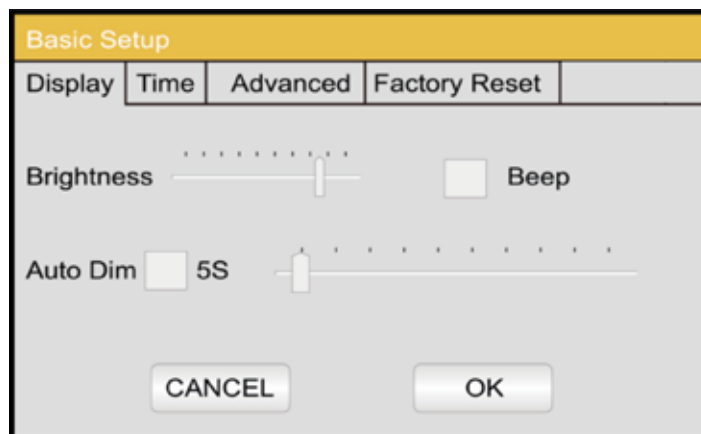 Basic Setup
Display Time Advanced Factory Reset
Brightness Beep
Auto Dim 5S
CANCEL OK